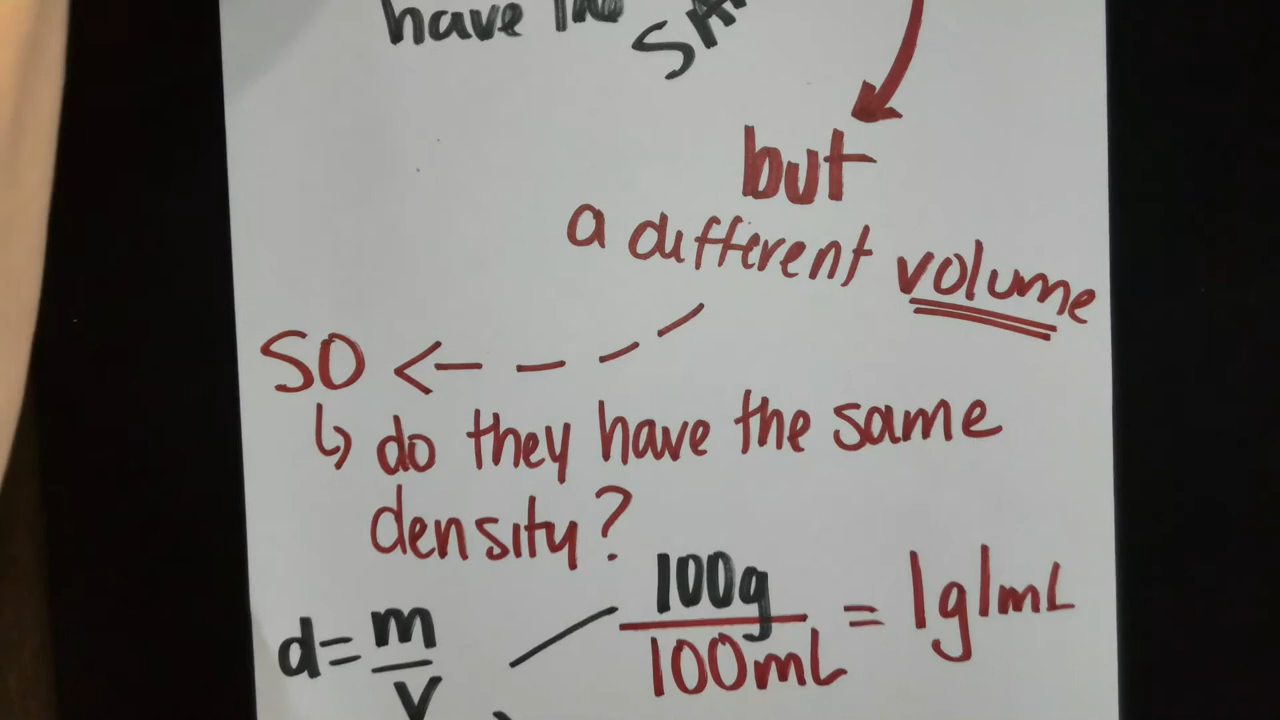 have the
but
a different volume
SO
do they have the same
density?
100g
d=m/v
100mL
= 1g/mL